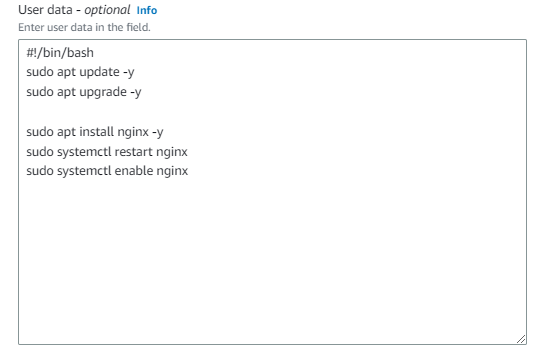 User data - optional Info
Enter user data in the field.
#!/bin/bash
sudo apt update -y
sudo apt upgrade -y
sudo apt install nginx -y
sudo systemctl restart nginx
sudo systemctl enable nginx